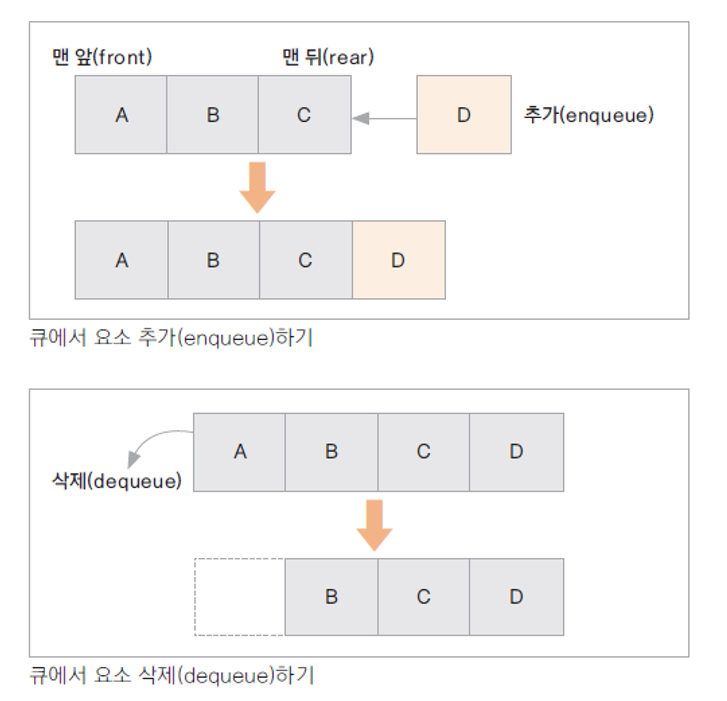 맨 앞(front) 맨 뒤(rear)
A B C D 추가(enqueue)
A B C D
큐에서 요소 추가(enqueue)하기
A B C D
삭제(dequeue)
B C D
큐에서 요소 삭제(dequeue)하기